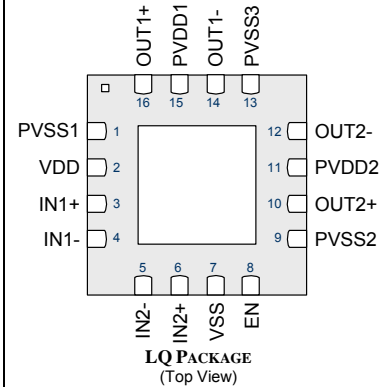 OUT1+
PVDD1
OUT1-
PVSS3
16
15
14
13
PVSS1 1
12 OUT2-
VDD 2
11 PVDD2
IN1+ 3
10 OUT2+
IN1- 4
9 PVSS2
5
6
7
8
IN2-
IN2+
VSS
EN
LQ PACKAGE
(Top View)